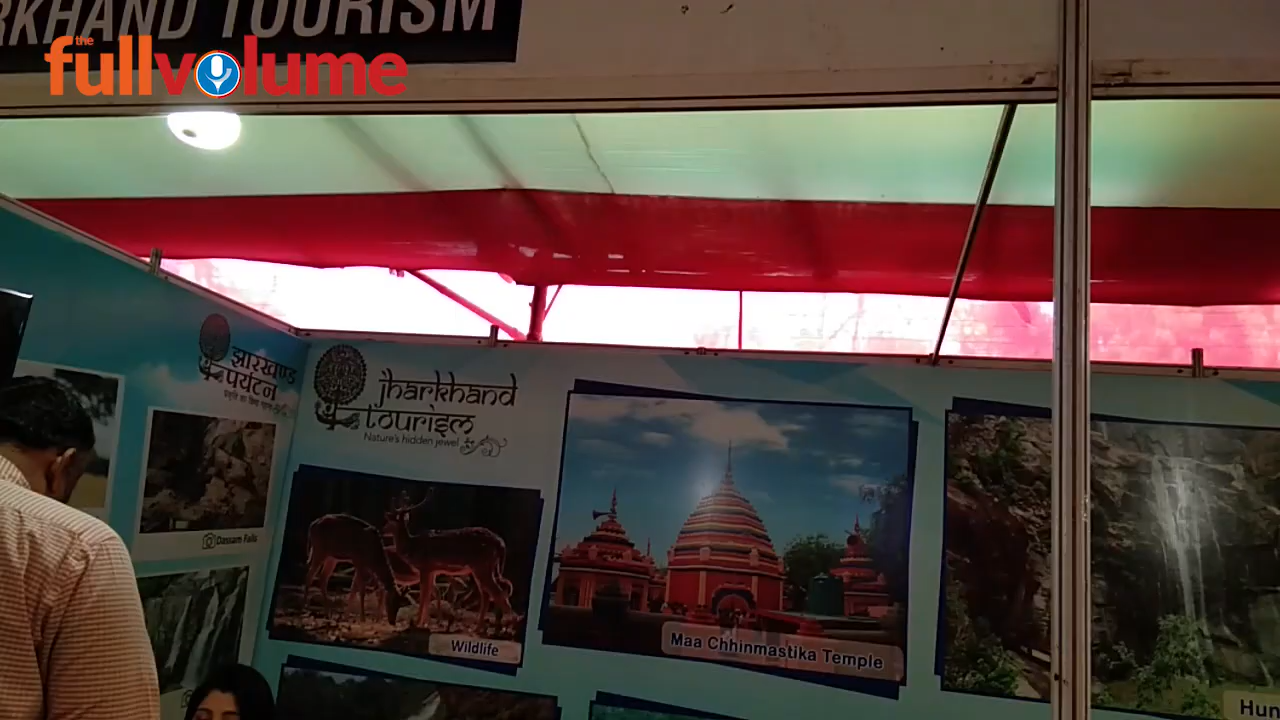 RKHAND TOURISM
the
fullvolume
झारखण्ड
पर्यटन
jharkhand
tourism
Nature's hidden jewel
Dassam Falls
Wildlife
Maa Chhinmastika Temple
Hun